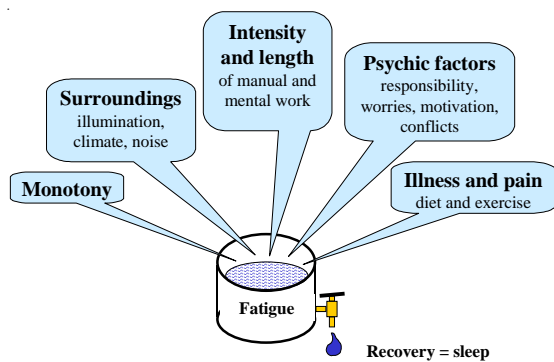 Intensity
and length
of manual and
mental work
Psychic factors
responsibility,
worries, motivation,
conflicts
Surroundings
illumination,
climate, noise
Monotony
Illness and pain
diet and exercise
Fatigue
Recovery = sleep